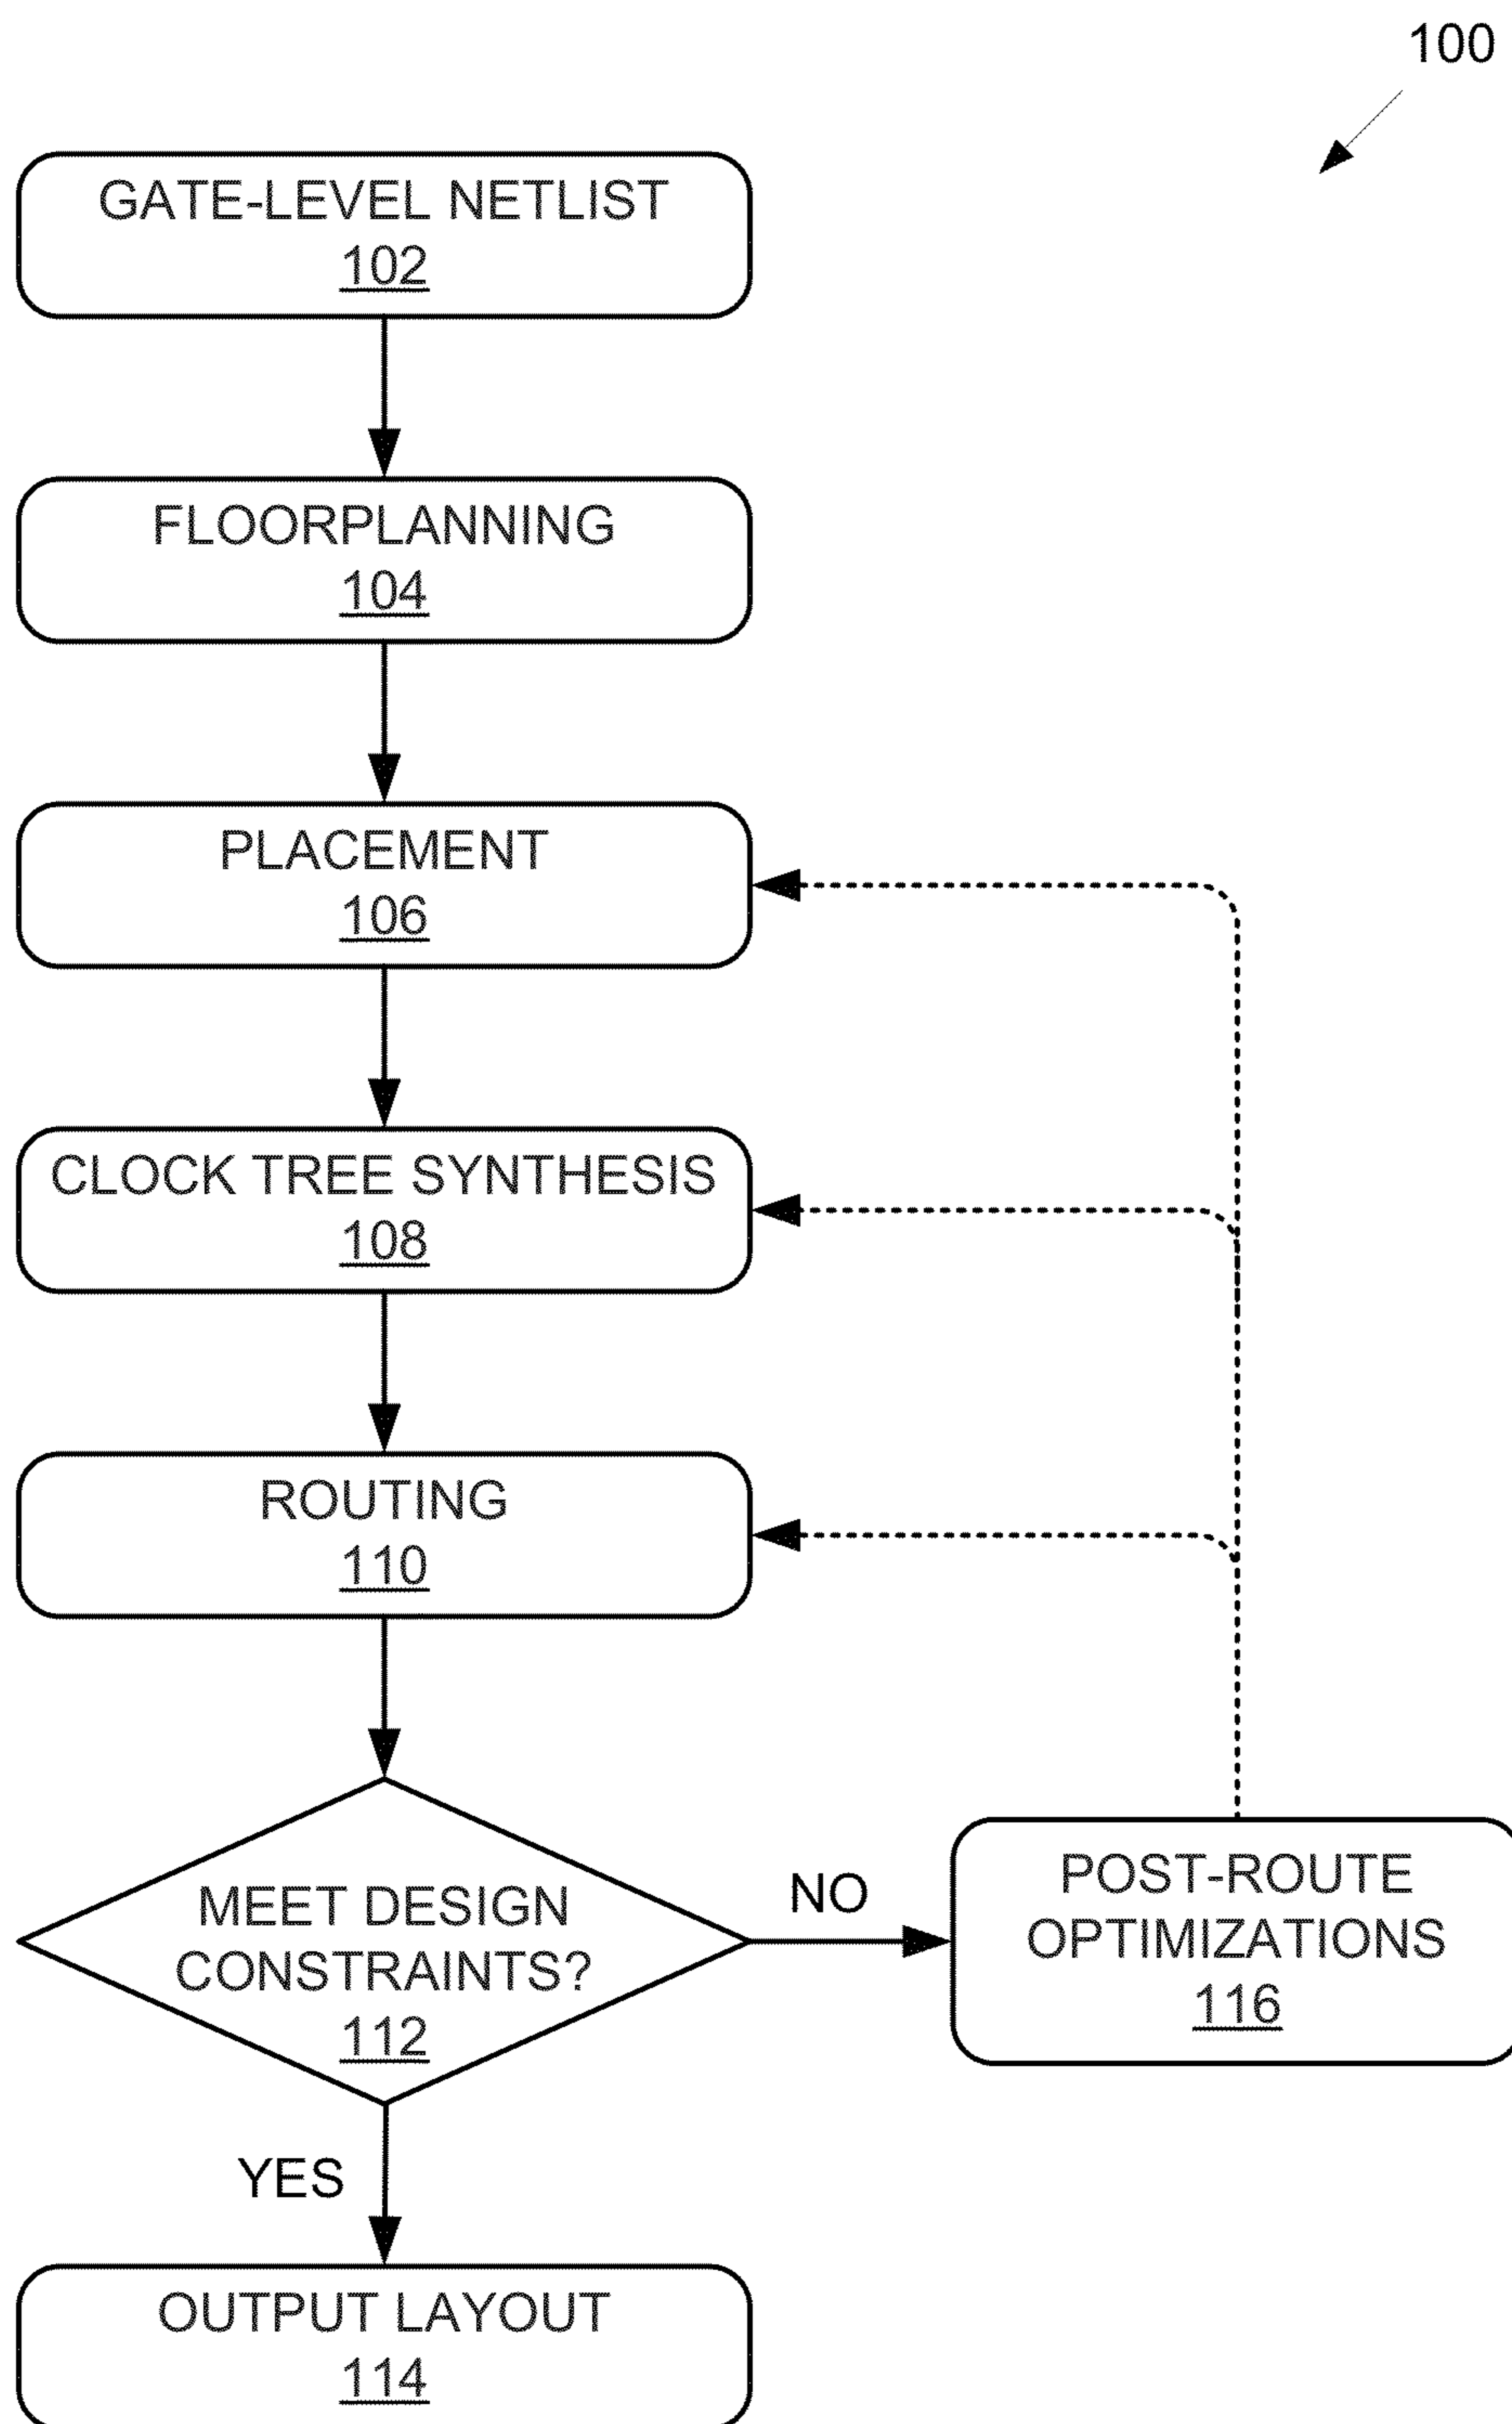 100
GATE-LEVEL NETLIST
102
FLOORPLANNING
104
PLACEMENT
106
CLOCK TREE SYNTHESIS
108
ROUTING
110
MEET DESIGN
CONSTRAINTS?
112
NO
POST-ROUTE
OPTIMIZATIONS
116
YES
OUTPUT LAYOUT
114